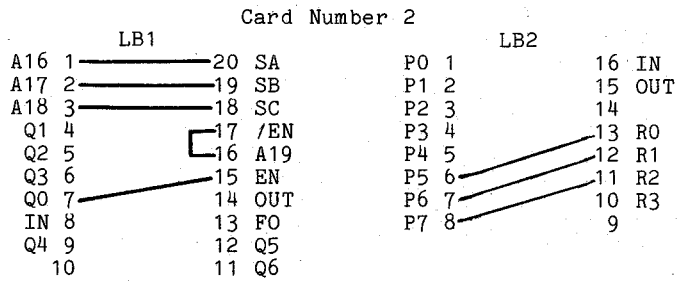 Card Number 2
LB1 LB2
A16 1 20 SA P0 1 16 IN
A17 2 19 SB P1 2 15 OUT
A18 3 18 SC P2 3 14
Q1 4 17 /EN P3 4 13 R0
Q2 5 16 A19 P4 5 12 R1
Q3 6 15 EN P5 6 11 R2
Q0 7 14 OUT P6 7 10 R3
IN 8 13 F0 P7 8 9
Q4 9 12 Q5
10 11 Q6